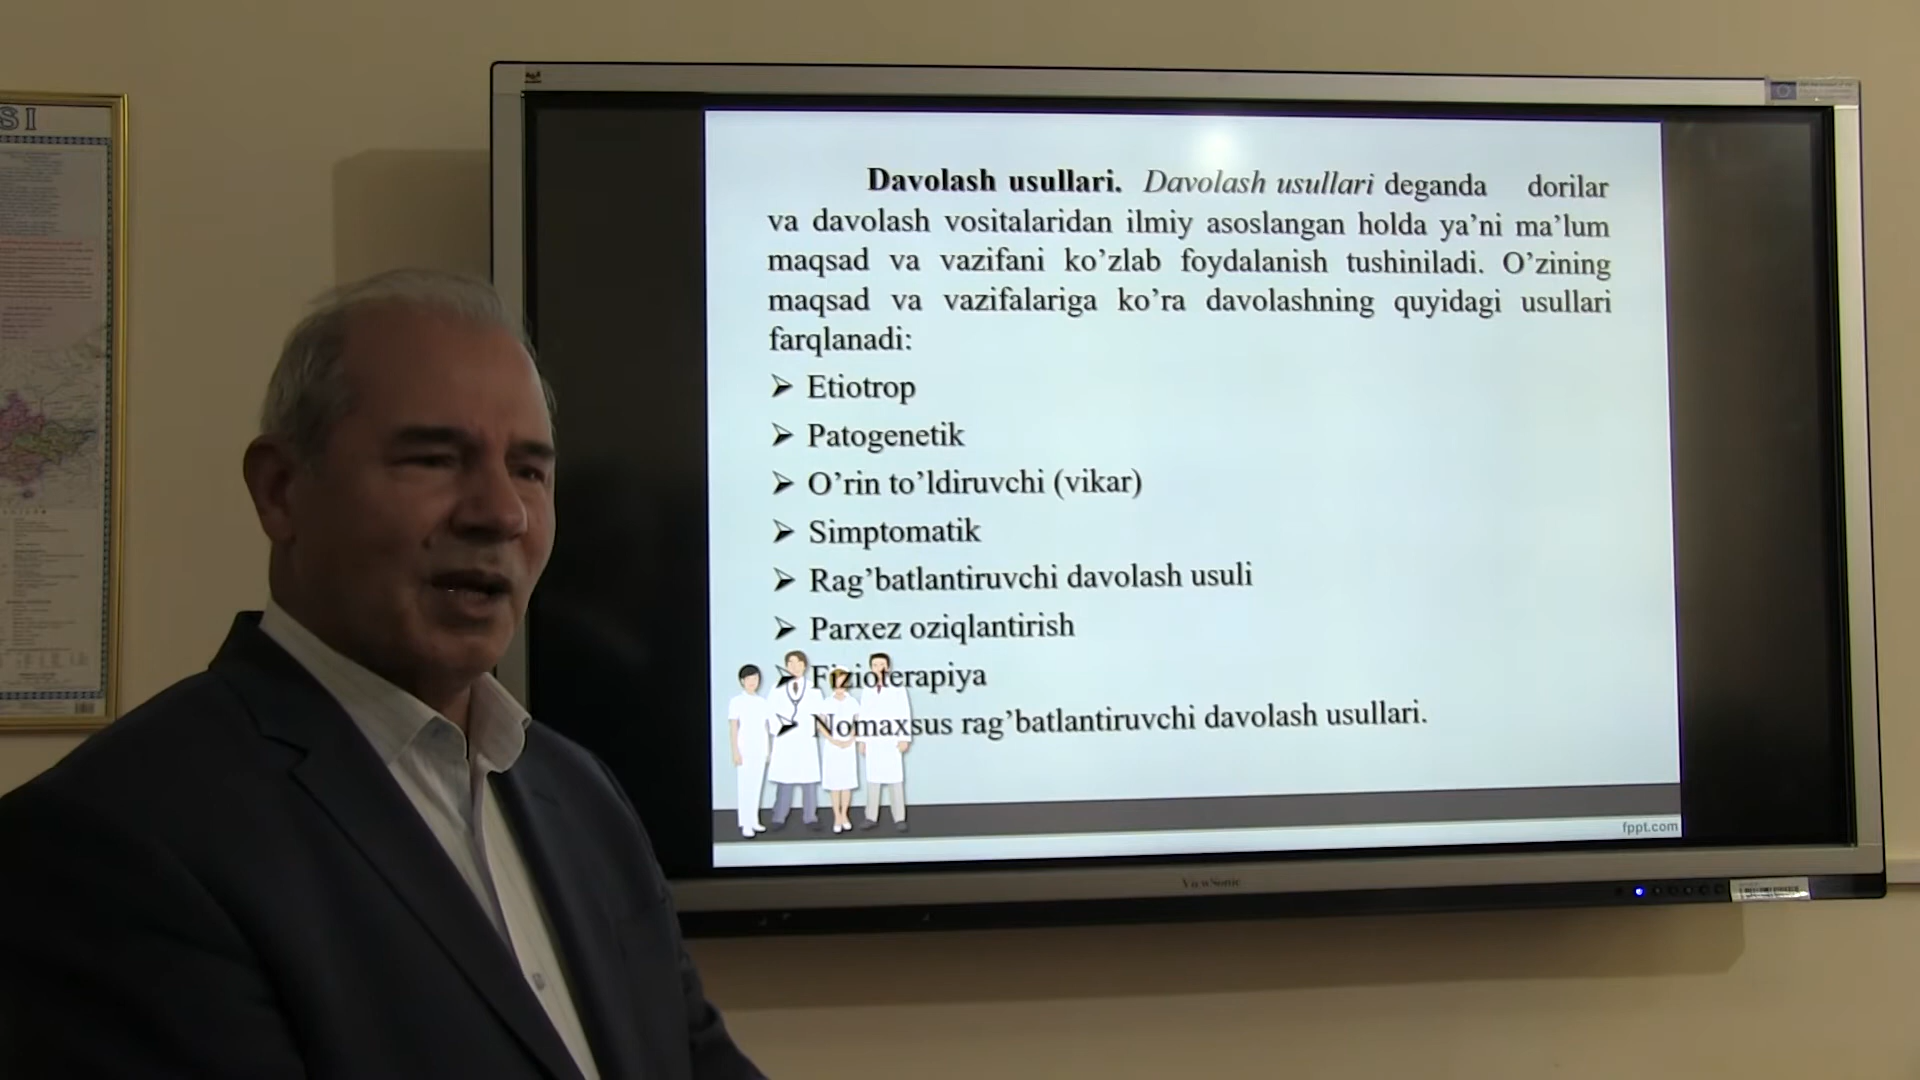 SI
Davolash usullari. Davolash usullari deganda dorilar
va davolash vositalaridan ilmiy asoslangan holda ya’ni ma’lum
maqsad va vazifani ko’zlab foydalanish tushiniladi. O’zining
maqsad va vazifalariga ko’ra davolashning quyidagi usullari
farqlanadi:
➢ Etiotrop
➢ Patogenetik
➢ O’rin to’ldiruvchi (vikar)
➢ Simptomatik
➢ Rag’batlantiruvchi davolash usuli
➢ Parxez oziqlantirish
➢ Fizioterapiya
➢ Nomaxsus rag’batlantiruvchi davolash usullari.
fppt.com
ViewSonic